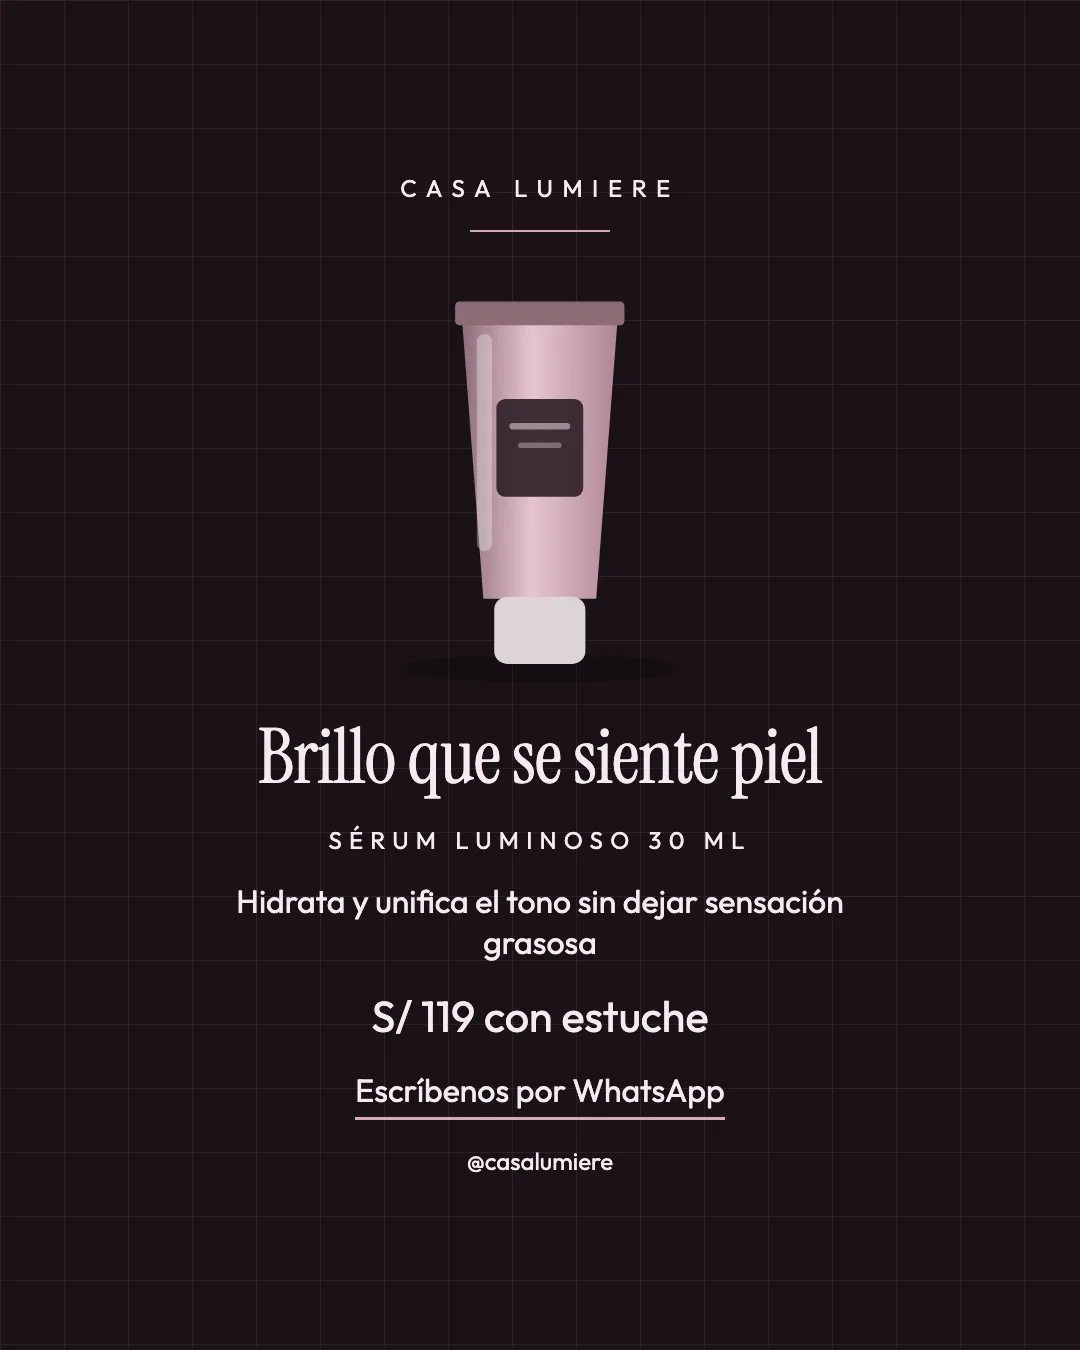 CASA LUMIERE
Brillo que se siente piel
SÉRUM LUMINOSO 30 ML
Hidrata y unifica el tono sin dejar sensación
grasosa
S/ 119 con estuche
Escríbenos por WhatsApp
@casalumiere